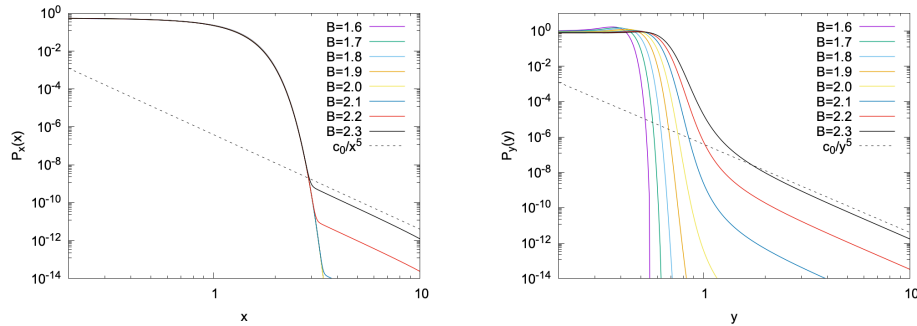 10^0
10^-2
10^-4
10^-6
10^-8
10^-10
10^-12
10^-14
P_x(x)
B=1.6
B=1.7
B=1.8
B=1.9
B=2.0
B=2.1
B=2.2
B=2.3
c_0/x^5
1
10
x
10^0
10^-2
10^-4
10^-6
10^-8
10^-10
10^-12
10^-14
P_y(y)
B=1.6
B=1.7
B=1.8
B=1.9
B=2.0
B=2.1
B=2.2
B=2.3
c_0/y^5
1
10
y